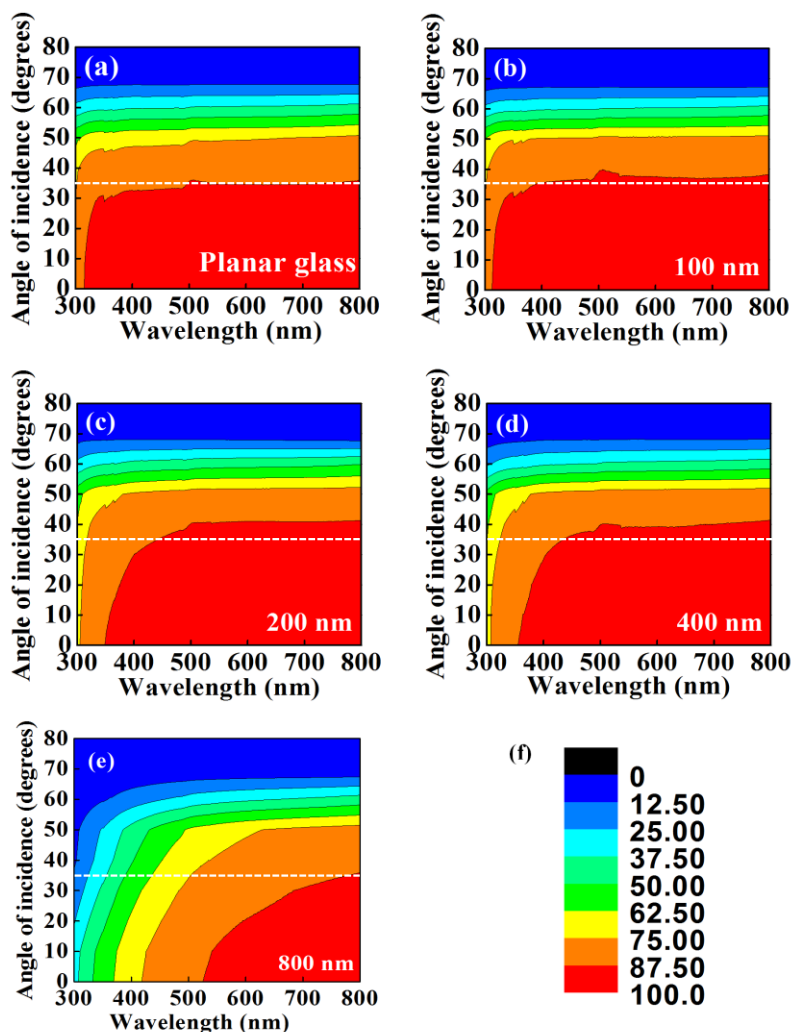 80
70
60
50
40
30
20
10
0
Angle of incidence (degrees)
(a)
Planar glass
300 400 500 600 700 800
Wavelength (nm)
80
70
60
50
40
30
20
10
0
Angle of incidence (degrees)
(b)
100 nm
300 400 500 600 700 800
Wavelength (nm)
80
70
60
50
40
30
20
10
0
Angle of incidence (degrees)
(c)
200 nm
300 400 500 600 700 800
Wavelength (nm)
80
70
60
50
40
30
20
10
0
Angle of incidence (degrees)
(d)
400 nm
300 400 500 600 700 800
Wavelength (nm)
80
70
60
50
40
30
20
10
0
Angle of incidence (degrees)
(e)
800 nm
300 400 500 600 700 800
Wavelength (nm)
(f)
0
12.50
25.00
37.50
50.00
62.50
75.00
87.50
100.0